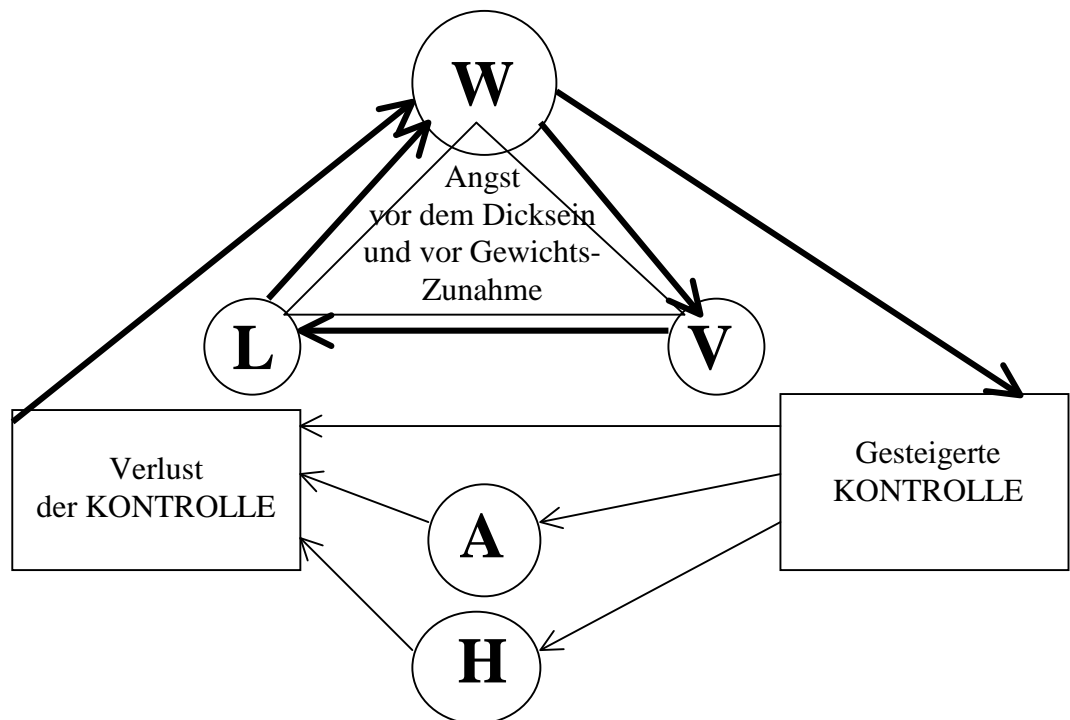 W
Angst
vor dem Dicksein
und vor Gewichts-
Zunahme
L
V
Verlust
der KONTROLLE
Gesteigerte
KONTROLLE
A
H